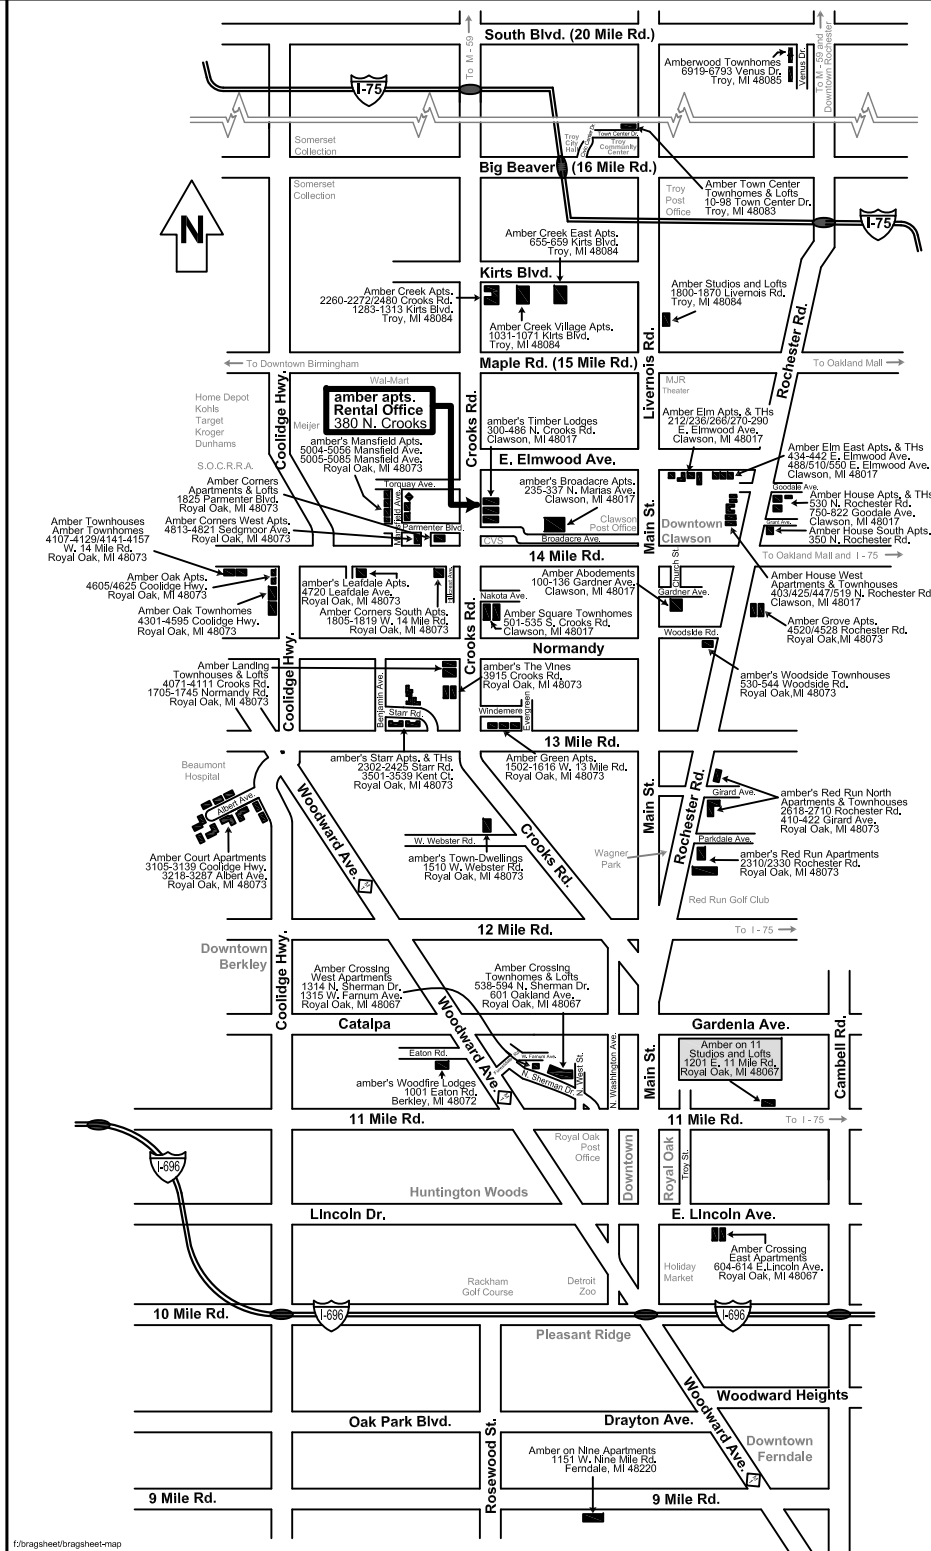 South Blvd. (20 Mile Rd.)
To M - 59
To M - 59 and
Downtown Rochester
Amberwood Townhomes
6919-6793 Venus Dr.
Troy, MI 48085
Venus Dr.
I-75
Somerset
Collection
Troy
City
Hall
Civic Center Dr.
Town Center Dr.
Troy
Community
Center
Big Beaver (16 Mile Rd.)
Somerset
Collection
N
Troy
Post
Office
Amber Town Center
Townhomes & Lofts
10-98 Town Center Dr.
Troy, MI 48083
I-75
Amber Creek East Apts.
655-659 Kirts Blvd.
Troy, MI 48084
Kirts Blvd.
Amber Creek Apts.
2260-2272/2480 Crooks Rd.
1283-1313 Kirts Blvd.
Troy, MI 48084
Amber Creek Village Apts.
1031-1071 Kirts Blvd.
Troy, MI 48084
Amber Studios and Lofts
1800-1870 Livernois Rd.
Troy, MI 48084
Livernois Rd.
Rochester Rd.
To Downtown Birmingham
Maple Rd. (15 Mile Rd.)
To Oakland Mall
Wal-Mart
Home Depot
Kohls
Target
Kroger
Dunhams
Coolidge Hwy.
Meijer
amber apts.
Rental Office
380 N. Crooks
Crooks Rd.
MJR
Theater
amber's Timber Lodges
300-486 N. Crooks Rd.
Clawson, MI 48017
Amber Elm Apts. & THs
212/236/266/270-290
E. Elmwood Ave.
Clawson, MI 48017
amber's Mansfield Apts.
5004-5056 Mansfield Ave.
5005-5085 Mansfield Ave.
Royal Oak, MI 48073
Amber Elm East Apts. & THs
434-442 E. Elmwood Ave.
488/510/550 E. Elmwood Ave.
Clawson, MI 48017
S.O.C.R.R.A.
E. Elmwood Ave.
Amber Corners
Apartments & Lofts
1825 Parmenter Blvd.
Royal Oak, MI 48073
Torquay Ave.
Mansfield Ave.
Parmenter Blvd.
amber's Broadacre Apts.
235-337 N. Marias Ave.
Clawson, MI 48017
Goodale Ave.
Amber House Apts. & THs
530 N. Rochester Rd.
750-822 Goodale Ave.
Clawson, MI 48017
Grant Ave.
Amber House South Apts.
350 N. Rochester Rd.
Clawson
Post Office
CVS
Broadacre Ave.
Main St.
Downtown
Clawson
Amber Townhouses
Amber Townhomes
4107-4129/4141-4157
W. 14 Mile Rd.
Royal Oak, MI 48073
Amber Corners West Apts.
4813-4821 Sedgmoor Ave.
Royal Oak, MI 48073
14 Mile Rd.
To Oakland Mall and I - 75
Amber Oak Apts.
4605/4625 Coolidge Hwy.
Royal Oak, MI 48073
Amber Oak Townhomes
4301-4595 Coolidge Hwy.
Royal Oak, MI 48073
amber's Leafdale Apts.
4720 Leafdale Ave.
Royal Oak, MI 48073
Amber Corners South Apts.
1805-1819 W. 14 Mile Rd.
Royal Oak, MI 48073
Nakota Ave.
Amber Abodements
100-136 Gardner Ave.
Clawson, MI 48017
Amber Square Townhomes
501-535 S. Crooks Rd.
Clawson, MI 48017
Church St.
Gardner Ave.
Amber House West
Apartments & Townhouses
403/425/447/519 N. Rochester Rd.
Clawson, MI 48017
Amber Grove Apts.
4520/4528 Rochester Rd.
Royal Oak,MI 48073
Woodside Rd.
Coolidge Hwy.
Crooks Rd.
Normandy
Amber Landing
Townhouses & Lofts
4071-4111 Crooks Rd.
1705-1745 Normandy Rd.
Royal Oak, MI 48073
Benjamin Ave.
Starr Rd.
amber's The Vines
3915 Crooks Rd.
Royal Oak, MI 48073
Windemere
Evergreen
amber's Woodside Townhouses
530-544 Woodside Rd.
Royal Oak,MI 48073
13 Mile Rd.
Beaumont
Hospital
amber's Starr Apts. & THs
2302-2425 Starr Rd.
3501-3539 Kent Ct.
Royal Oak, MI 48073
Amber Green Apts.
1502-1616 W. 13 Mile Rd.
Royal Oak, MI 48073
Main St.
Rochester Rd.
Girard Ave.
amber's Red Run North
Apartments & Townhouses
2618-2710 Rochester Rd.
410-422 Girard Ave.
Royal Oak, MI 48073
Albert Ave.
Woodward Ave.
Amber Court Apartments
3105-3139 Coolidge Hwy.
3218-3287 Albert Ave.
Royal Oak, MI 48073
W. Webster Rd.
amber's Town-Dwellings
1510 W. Webster Rd.
Royal Oak, MI 48073
Crooks Rd.
Wagner
Park
Parkdale Ave.
amber's Red Run Apartments
2310/2330 Rochester Rd.
Royal Oak, MI 48073
Red Run Golf Club
12 Mile Rd.
To I - 75
Downtown
Berkley
Coolidge Hwy.
Amber Crossing
West Apartments
1314 N. Sherman Dr.
1315 W. Farnum Ave.
Royal Oak, MI 48067
Amber Crossing
Townhomes & Lofts
538-594 N. Sherman Dr.
601 Oakland Ave.
Royal Oak, MI 48067
Woodward Ave.
Catalpa
Gardenia Ave.
Cambell Rd.
Eaton Rd.
W. Farnum Ave.
N. Sherman Dr.
N. West St.
N. Washington Ave.
Main St.
Amber on 11
Studios and Lofts
1201 E. 11 Mile Rd.
Royal Oak, MI 48067
amber's Woodfire Lodges
1001 Eaton Rd.
Berkley, MI 48072
11 Mile Rd.
11 Mile Rd.
To I - 75
Royal Oak
Post
Office
Downtown
Royal Oak
Troy St.
I-696
Huntington Woods
Lincoln Dr.
E. Lincoln Ave.
Amber Crossing
East Apartments
604-614 E.Lincoln Ave.
Royal Oak, MI 48067
Holiday
Market
Rackham
Golf Course
Detroit
Zoo
10 Mile Rd.
I-696
I-696
Pleasant Ridge
Woodward Ave.
Woodward Heights
Oak Park Blvd.
Drayton Ave.
Rosewood St.
Downtown
Ferndale
Amber on Nine Apartments
1151 W. Nine Mile Rd.
Ferndale, MI 48220
9 Mile Rd.
9 Mile Rd.
f:/bragsheet/bragsheet-map